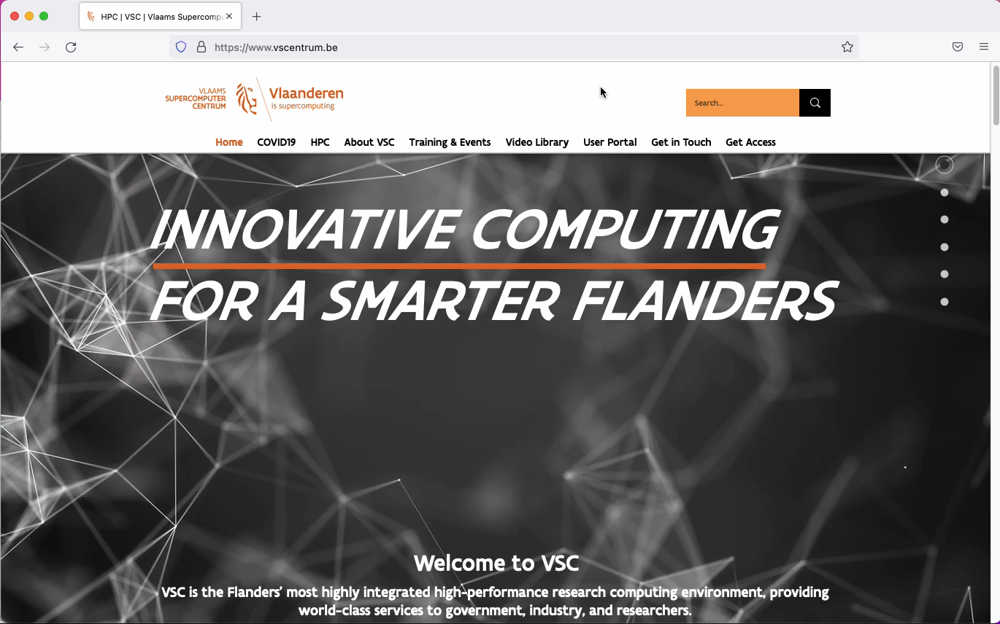 HPC | VSC | Vlaams Supercompu
https://www.vscentrum.be
VLAAMS
SUPERCOMPUTER
CENTRUM
Vlaanderen
is supercomputing
Search...
Home COVID19 HPC About VSC Training & Events Video Library User Portal Get in Touch Get Access
INNOVATIVE COMPUTING
FOR A SMARTER FLANDERS
Welcome to VSC
VSC is the Flanders' most highly integrated high-performance research computing environment, providing
world-class services to government, industry, and researchers.